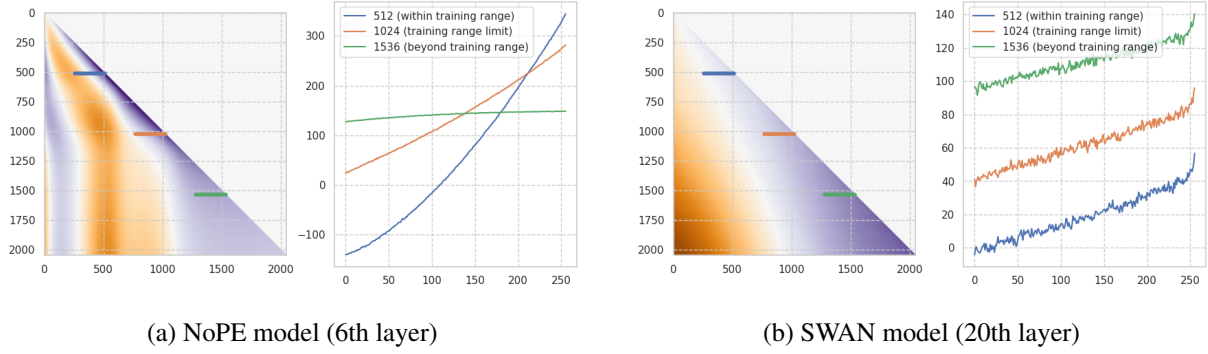 0
250
500
750
1000
1250
1500
1750
2000
0 500 1000 1500 2000
512 (within training range)
1024 (training range limit)
1536 (beyond training range)
300
200
100
0
−100
0 50 100 150 200 250
0
250
500
750
1000
1250
1500
1750
2000
0 500 1000 1500 2000
512 (within training range)
1024 (training range limit)
1536 (beyond training range)
140
120
100
80
60
40
20
0
0 50 100 150 200 250
(a) NoPE model (6th layer)
(b) SWAN model (20th layer)